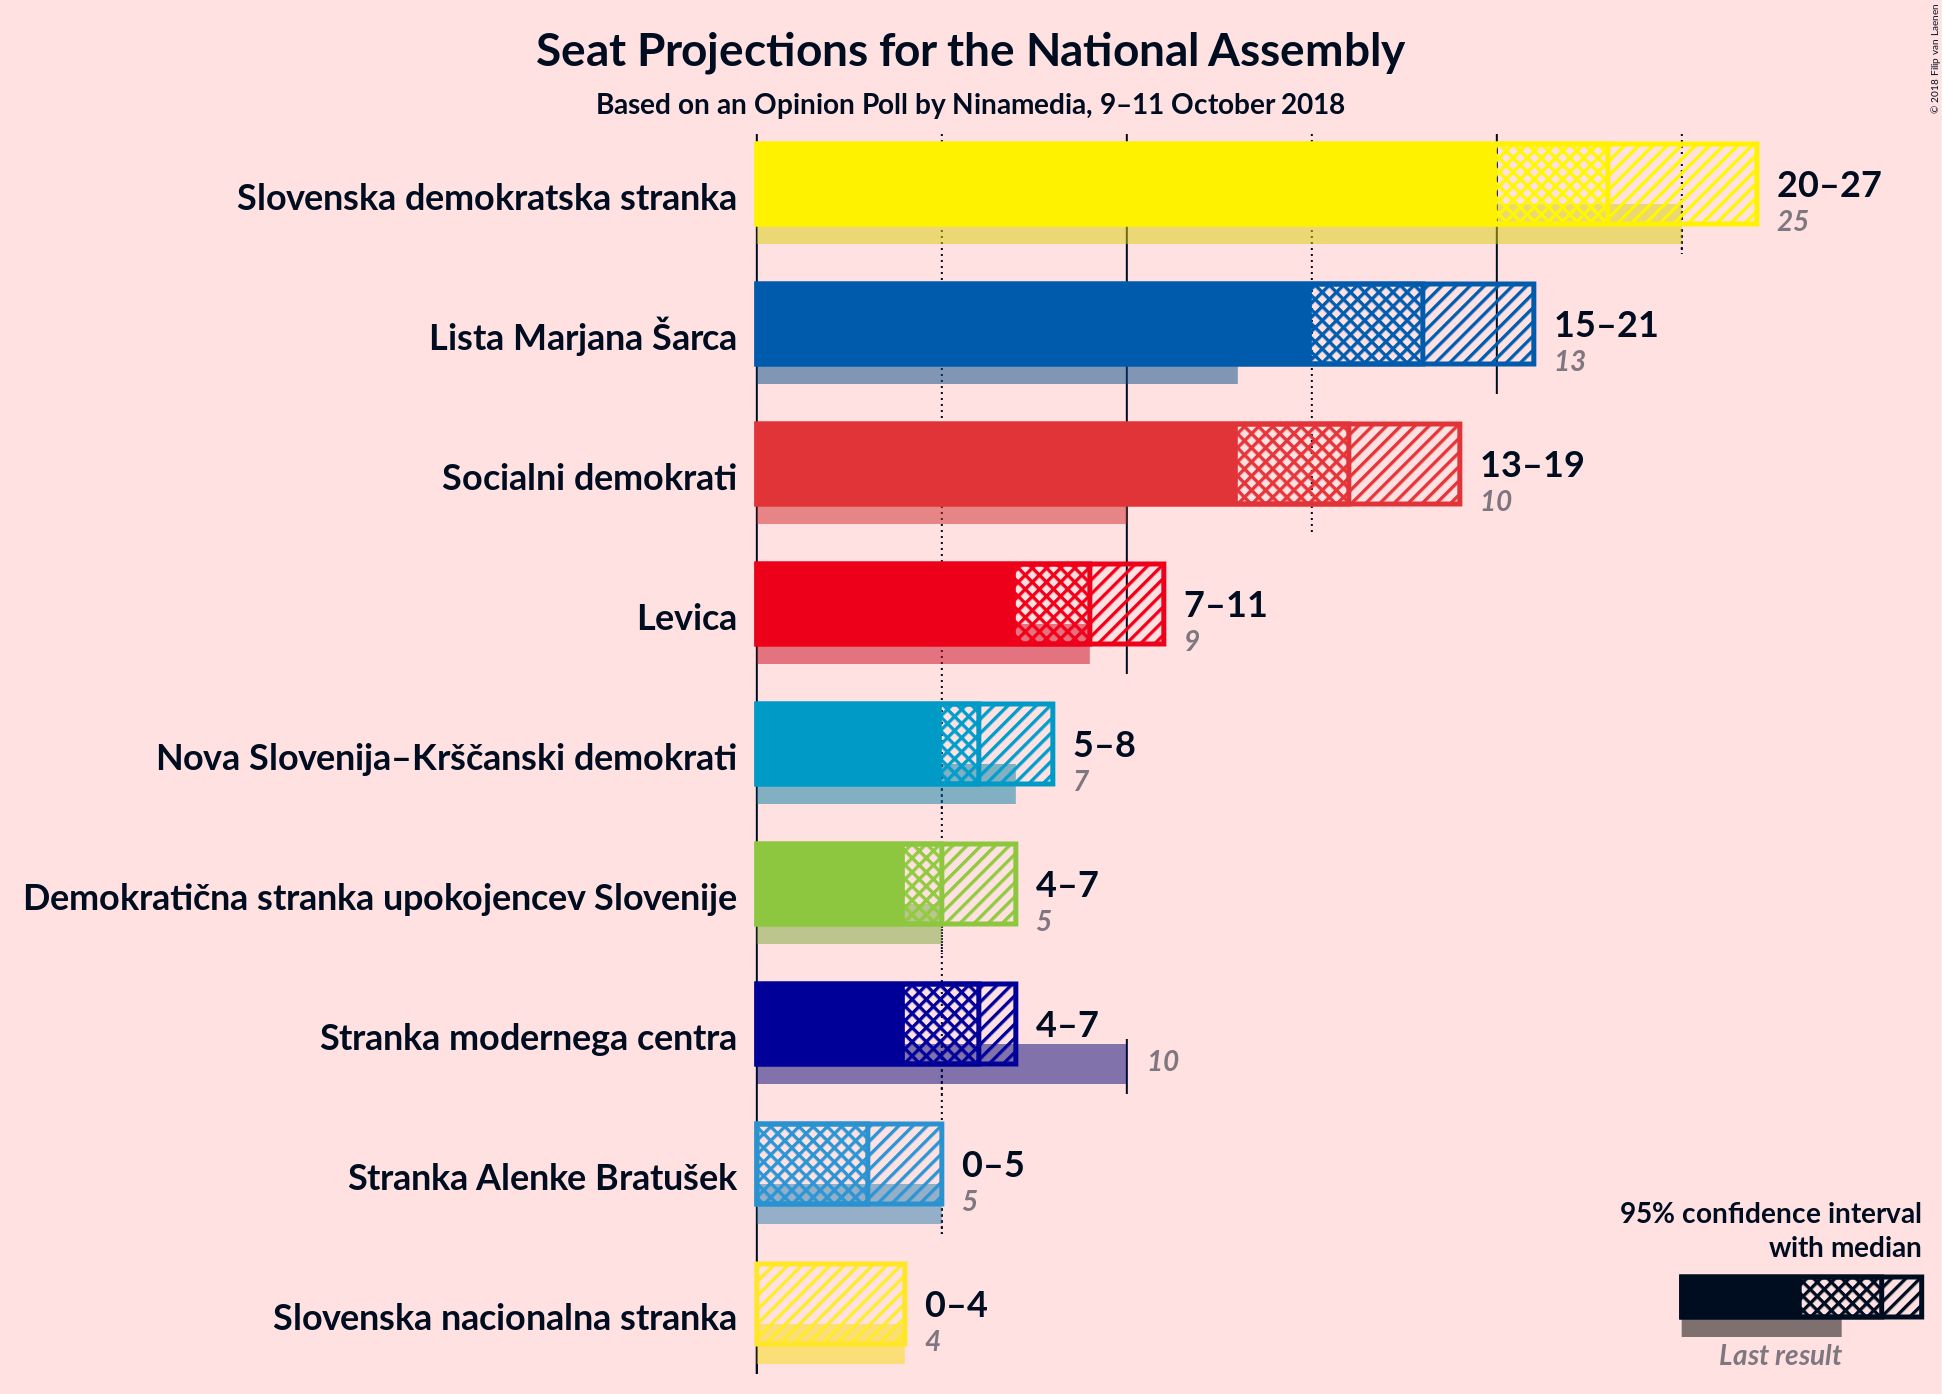 Seat Projections for the National Assembly
Based on an Opinion Poll by Ninamedia, 9–11 October 2018
© 2018 Filip van Laenen
Slovenska demokratska stranka
20–27
25
Lista Marjana Šarca
15–21
13
Socialni demokrati
13–19
10
Levica
7–11
9
Nova Slovenija–Krščanski demokrati
5–8
7
Demokratična stranka upokojencev Slovenije
4–7
5
Stranka modernega centra
4–7
10
Stranka Alenke Bratušek
0–5
5
Slovenska nacionalna stranka
0–4
4
95% confidence interval
with median
Last result